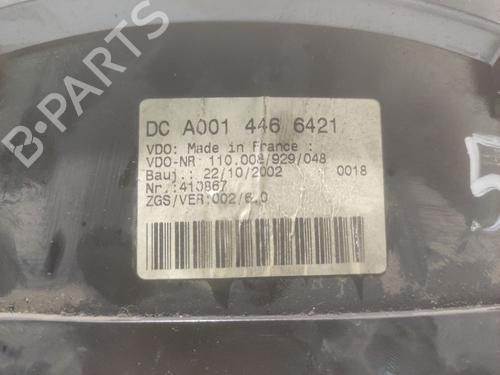 B-PARTS
DC A001 446 6421
VDO: Made in France :
VDO-NR 110.008/929/048
Bauj.: 22/10/2002 0018
Nr.:410867
ZGS/VER:002/6.0
5